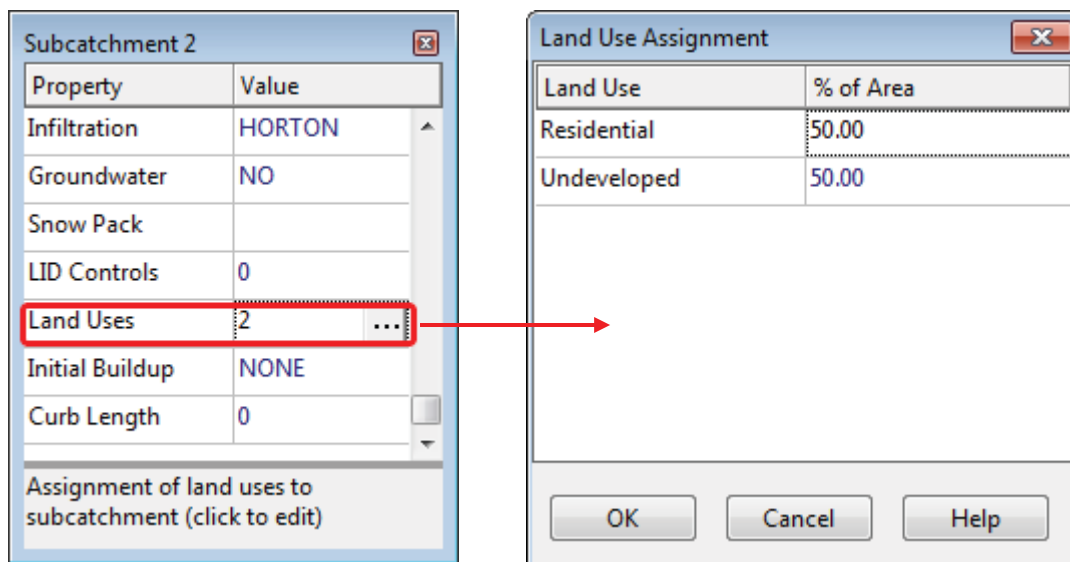 Subcatchment 2
Property Value
Infiltration HORTON
Groundwater NO
Snow Pack
LID Controls 0
Land Uses 2 ...
Initial Buildup NONE
Curb Length 0
Assignment of land uses to
subcatchment (click to edit)
Land Use Assignment
Land Use % of Area
Residential 50.00
Undeveloped 50.00
OK Cancel Help